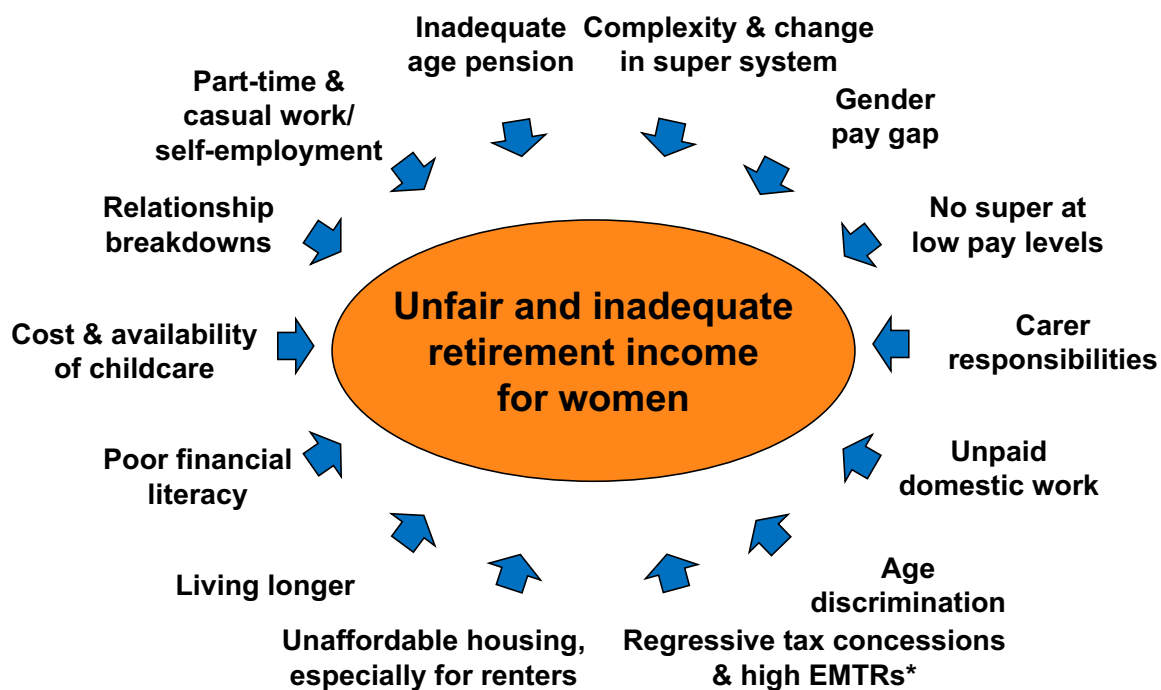 Inadequate
age pension
Complexity & change
in super system
Part-time &
casual work/
self-employment
Gender
pay gap
Relationship
breakdowns
No super at
low pay levels
Unfair and inadequate
retirement income
for women
Cost & availability
of childcare
Carer
responsibilities
Poor financial
literacy
Unpaid
domestic work
Living longer
Age
discrimination
Unaffordable housing,
especially for renters
Regressive tax concessions
& high EMTRs*